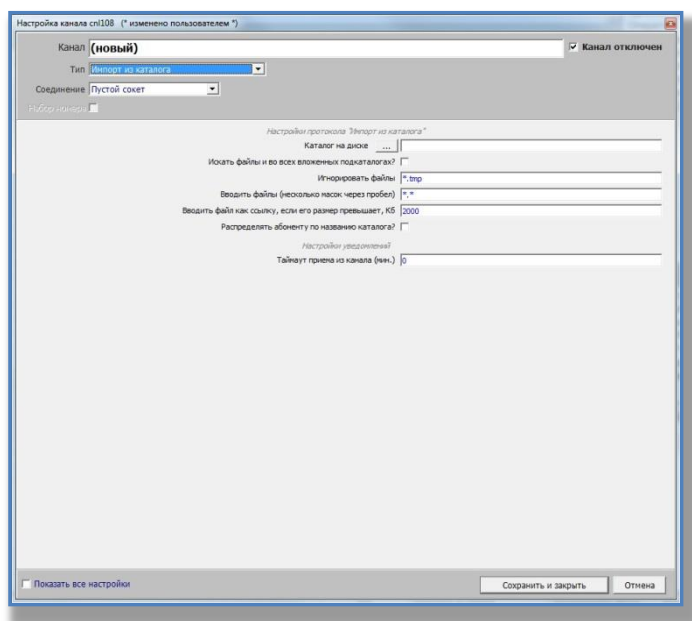 Настройка канала cnl108 (* изменено пользователем *)
Канал (новый) Канал отключен
Тип Импорт из каталога
Соединение Пустой сокет
Набор номера
Настройки протокола "Импорт из каталога"
Каталог на диске ...
Искать файлы и во всех вложенных подкаталогах?
Игнорировать файлы *.tmp
Вводить файлы (несколько масок через пробел) *.*
Вводить файл как ссылку, если его размер превышает, Кб 2000
Распределять абоненту по названию каталога?
Настройки уведомлений
Таймаут приема из канала (мин.) 0
Показать все настройки Сохранить и закрыть Отмена